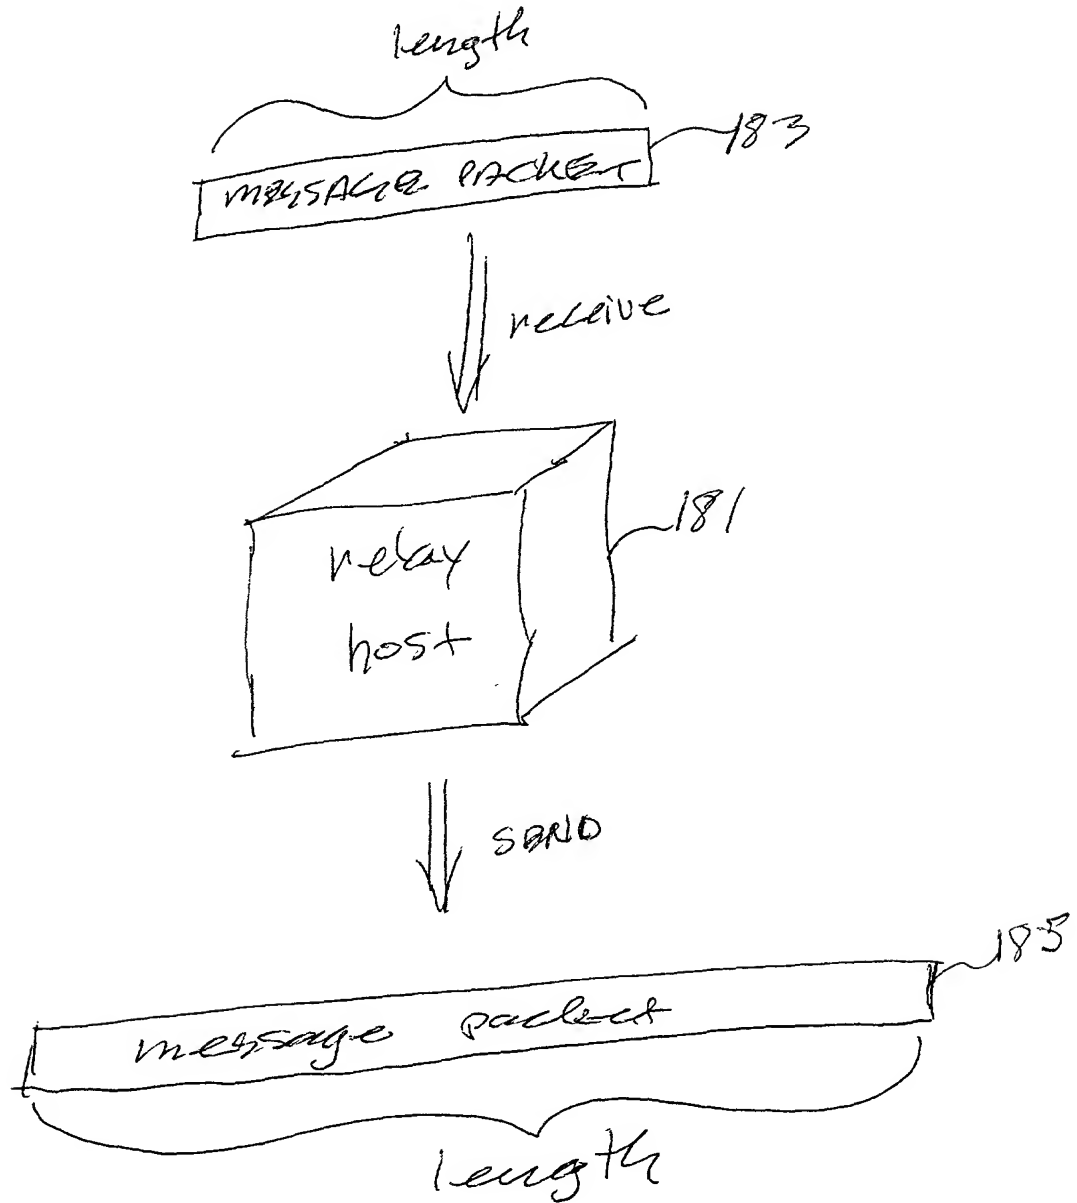 length
183
MESSAGE PACKET
receive
181
relay
host
SEND
185
message packet
length